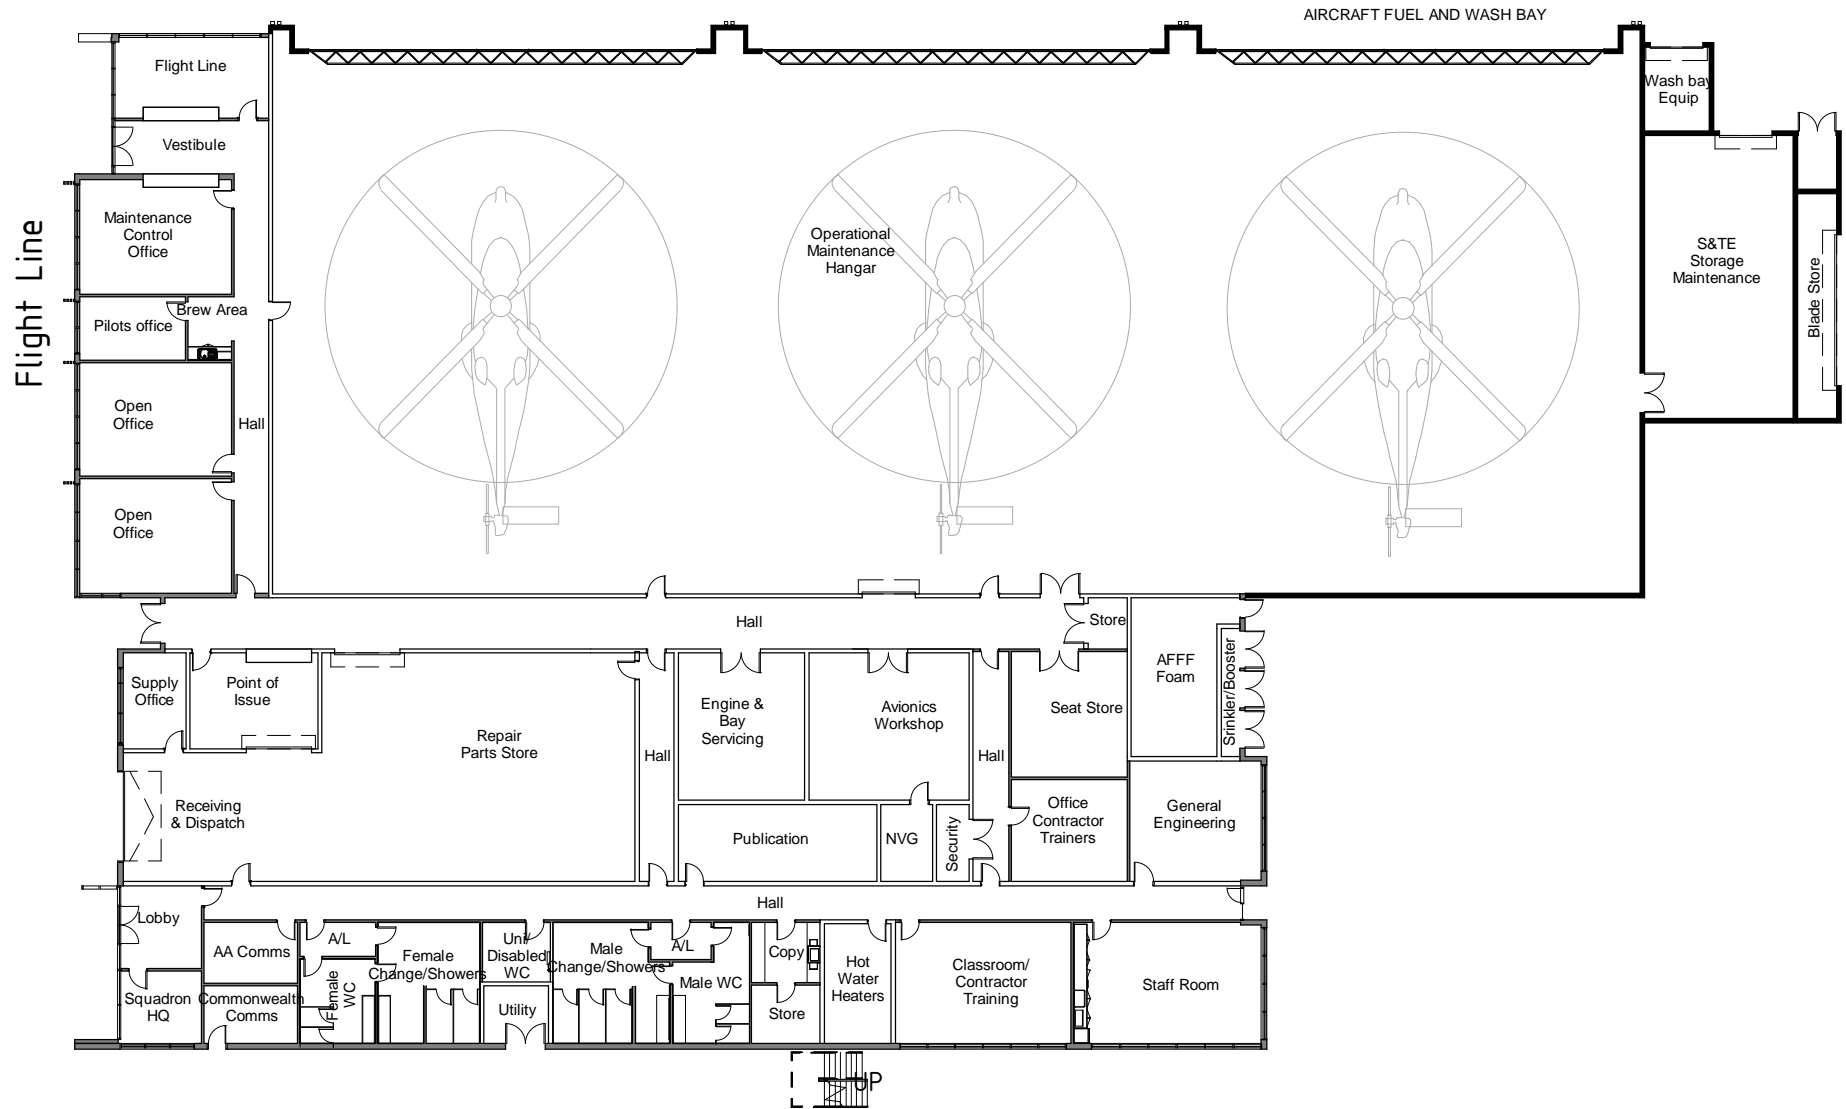 AIRCRAFT FUEL AND WASH BAY
Flight Line
Wash bay
Equip
Vestibule
Flight Line
Maintenance
Control
Office
Operational
Maintenance
Hangar
S&TE
Storage
Maintenance
Blade Store
Brew Area
Pilots office
Open
Office
Hall
Open
Office
Hall
Store
Supply
Office
Point of
Issue
Repair
Parts Store
Engine &
Bay
Servicing
Avionics
Workshop
Seat Store
AFFF
Foam
Srinkler/Booster
Hall
Hall
Receiving
& Dispatch
Publication
NVG
Security
Office
Contractor
Trainers
General
Engineering
Lobby
Hall
AA Comms
A/L
Female
Change/Showers
Uni/
Disabled
WC
Male
Change/Showers
A/L
Copy
Hot
Water
Heaters
Classroom/
Contractor
Training
Staff Room
Squadron
HQ
Commonwealth
Comms
Female
WC
Utility
Male WC
Store
UP